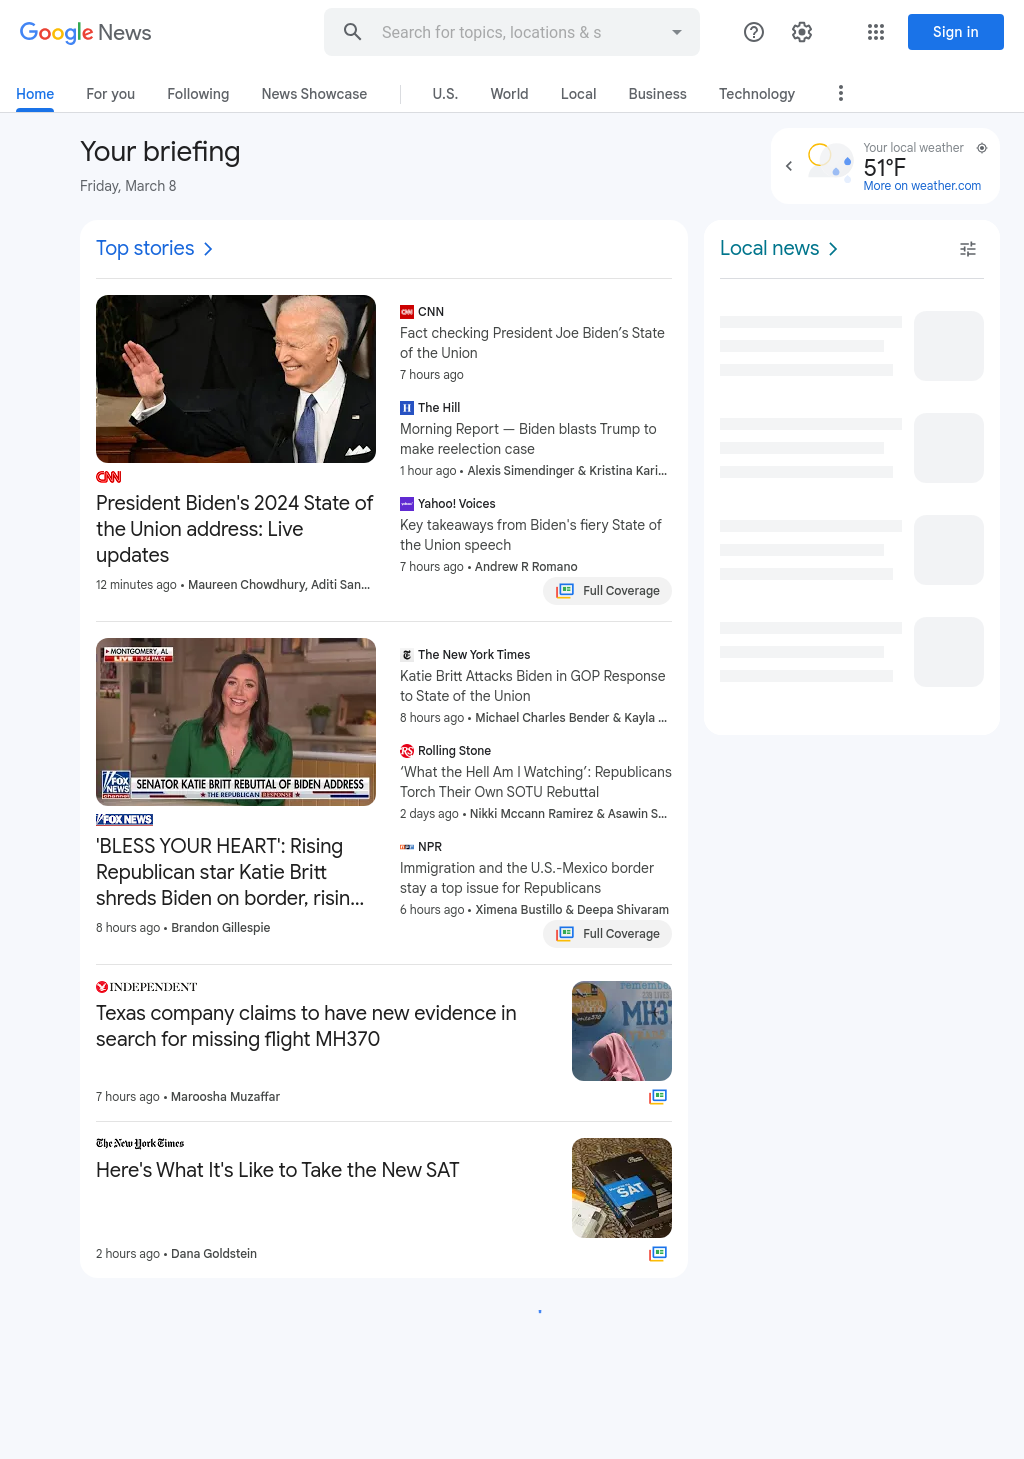 Google News
Search for topics, locations & s
Sign in
Home
For you
Following
News Showcase
U.S.
World
Local
Business
Technology
Your briefing
Friday, March 8
Your local weather
51°F
More on weather.com
Top stories
CNN
President Biden's 2024 State of
the Union address: Live
updates
12 minutes ago • Maureen Chowdhury, Aditi San...
CNN
Fact checking President Joe Biden’s State
of the Union
7 hours ago
The Hill
Morning Report — Biden blasts Trump to
make reelection case
1 hour ago • Alexis Simendinger & Kristina Kari...
Yahoo! Voices
Key takeaways from Biden's fiery State of
the Union speech
7 hours ago • Andrew R Romano
Full Coverage
MONTGOMERY, AL
LIVE
FOX
NEWS
channel
SENATOR KATIE BRITT REBUTTAL OF BIDEN ADDRESS
★ THE REPUBLICAN RESPONSE ★
FOX NEWS
'BLESS YOUR HEART': Rising
Republican star Katie Britt
shreds Biden on border, risin...
8 hours ago • Brandon Gillespie
The New York Times
Katie Britt Attacks Biden in GOP Response
to State of the Union
8 hours ago • Michael Charles Bender & Kayla ...
Rolling Stone
‘What the Hell Am I Watching’: Republicans
Torch Their Own SOTU Rebuttal
2 days ago • Nikki Mccann Ramirez & Asawin S...
NPR
Immigration and the U.S.-Mexico border
stay a top issue for Republicans
6 hours ago • Ximena Bustillo & Deepa Shivaram
Full Coverage
INDEPENDENT
Texas company claims to have new evidence in
search for missing flight MH370
7 hours ago • Maroosha Muzaffar
remember
MH37
The New York Times
Here's What It's Like to Take the New SAT
2 hours ago • Dana Goldstein
SAT
Local news